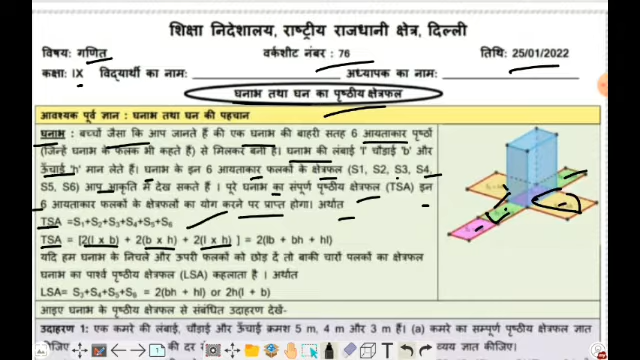 शिक्षा निदेशालय, राष्ट्रीय राजधानी क्षेत्र, दिल्ली
विषय: गणित वर्कशीट नंबर : 76 तिथि: 25/01/2022
कक्षा: IX विद्यार्थी का नाम: अध्यापक का नाम:
घनाभ तथा घन का पृष्ठीय क्षेत्रफल
आवश्यक पूर्व ज्ञान : घनाभ तथा घन की पहचान
घनाभ : बच्चों जैसा कि आप जानते हैं की एक घनाभ की बाहरी सतह 6 आयताकार पृष्ठों
(जिन्हें घनाभ के फलक भी कहते हैं) से मिलकर बना है। घनाभ की लंबाई 'l' चौड़ाई 'b' और
ऊँचाई 'h' मान लेते हैं। घनाभ के इन 6 आयताकार फलकों के क्षेत्रफल (S1, S2, S3, S4,
S5, S6) आप आकृति में देख सकते हैं। पूरे घनाभ का संपूर्ण पृष्ठीय क्षेत्रफल (TSA) इन
6 आयताकार फलकों के क्षेत्रफलों का योग करने पर प्राप्त होगा। अर्थात
TSA =S₁+S₂+S₃+S₄+S₅+S₆
TSA = [2(l x b) + 2(b x h) + 2(l x h) ] = 2(lb + bh + hl)
यदि हम घनाभ के निचले और ऊपरी फलकों को छोड़ दें तो बाकी चारों पलकों का क्षेत्रफल
घनाभ का पार्श्व पृष्ठीय क्षेत्रफल (LSA) कहलाता है । अर्थात
LSA= S₃+S₄+S₅+S₆ = 2(bh + hl) or 2h(l + b)
आइए घनाभ के पृष्ठीय क्षेत्रफल से संबंधित उदाहरण देखें-
उदाहरण 1: एक कमरे की लंबाई, चौड़ाई और ऊँचाई क्रमश 5 m, 4 m और 3 m हैं। (a) कमरे का सम्पूर्ण पृष्ठीय क्षेत्रफल ज्ञात
कीजिए की दर व्यय ज्ञात कीजिए।